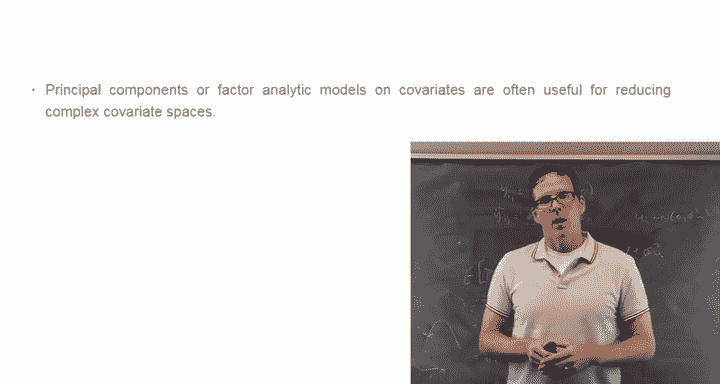 · Principal components or factor analytic models on covariates are often useful for reducing
complex covariate spaces.